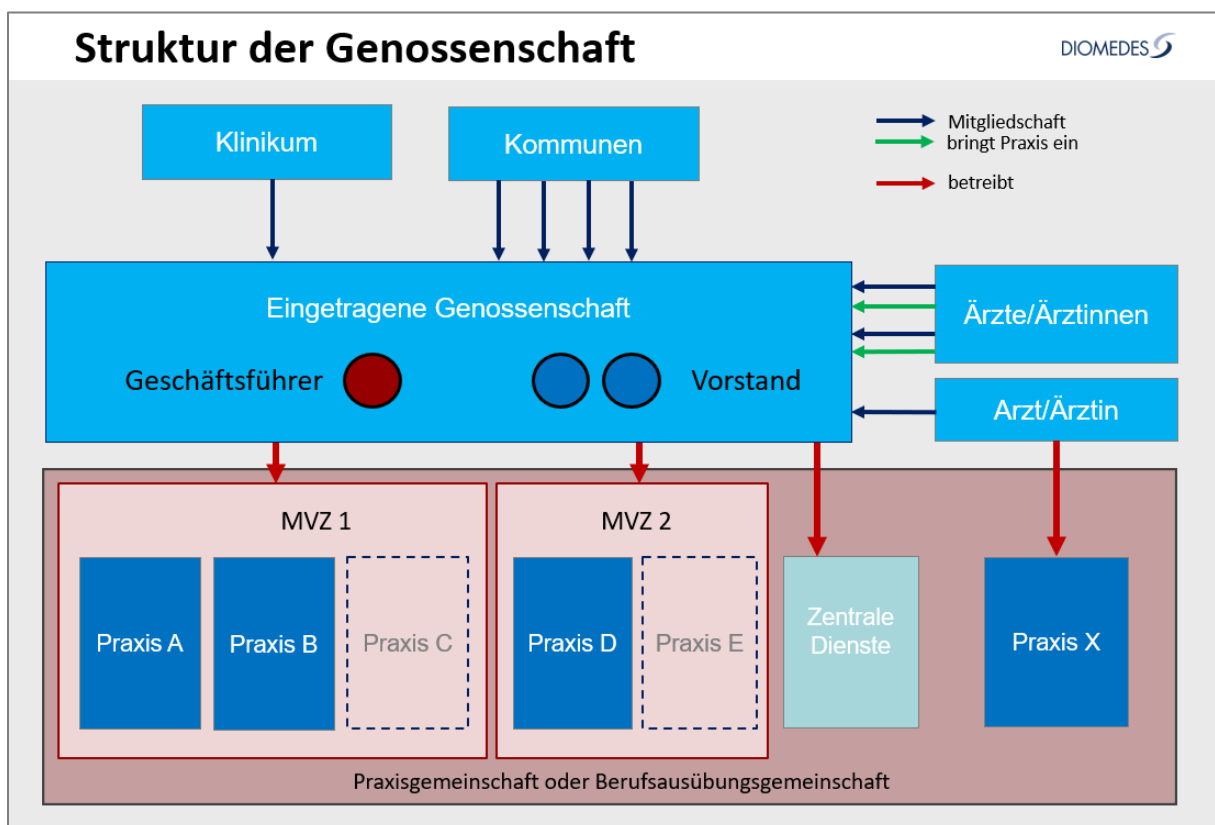 Struktur der Genossenschaft
DIOMEDES
Klinikum
Kommunen
Mitgliedschaft
bringt Praxis ein
betreibt
Eingetragene Genossenschaft
Ärzte/Ärztinnen
Geschäftsführer
Vorstand
Arzt/Ärztin
MVZ 1
MVZ 2
Praxis A
Praxis B
Praxis C
Praxis D
Praxis E
Zentrale
Dienste
Praxis X
Praxisgemeinschaft oder Berufsausübungsgemeinschaft